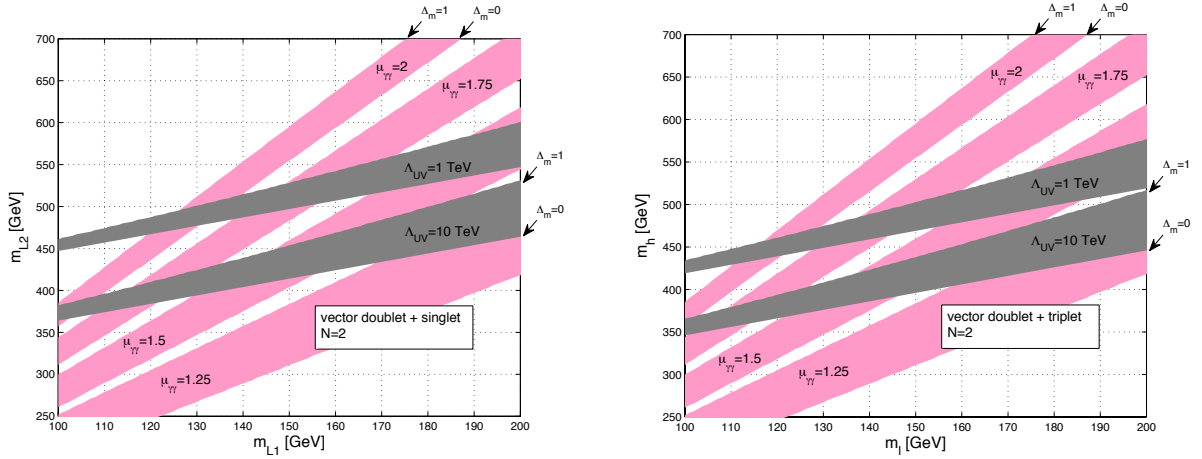 Δm=1
Δm=0
700
650
600
550
500
450
400
350
300
250
mL2 [GeV]
μγγ=2
μγγ=1.75
ΛUV=1 TeV
Δm=1
ΛUV=10 TeV
Δm=0
vector doublet + singlet
N=2
μγγ=1.5
μγγ=1.25
100 110 120 130 140 150 160 170 180 190 200
mL1 [GeV]
Δm=1
Δm=0
700
650
600
550
500
450
400
350
300
250
mh [GeV]
μγγ=2
μγγ=1.75
ΛUV=1 TeV
Δm=1
ΛUV=10 TeV
Δm=0
vector doublet + triplet
N=2
μγγ=1.5
μγγ=1.25
100 110 120 130 140 150 160 170 180 190 200
ml [GeV]